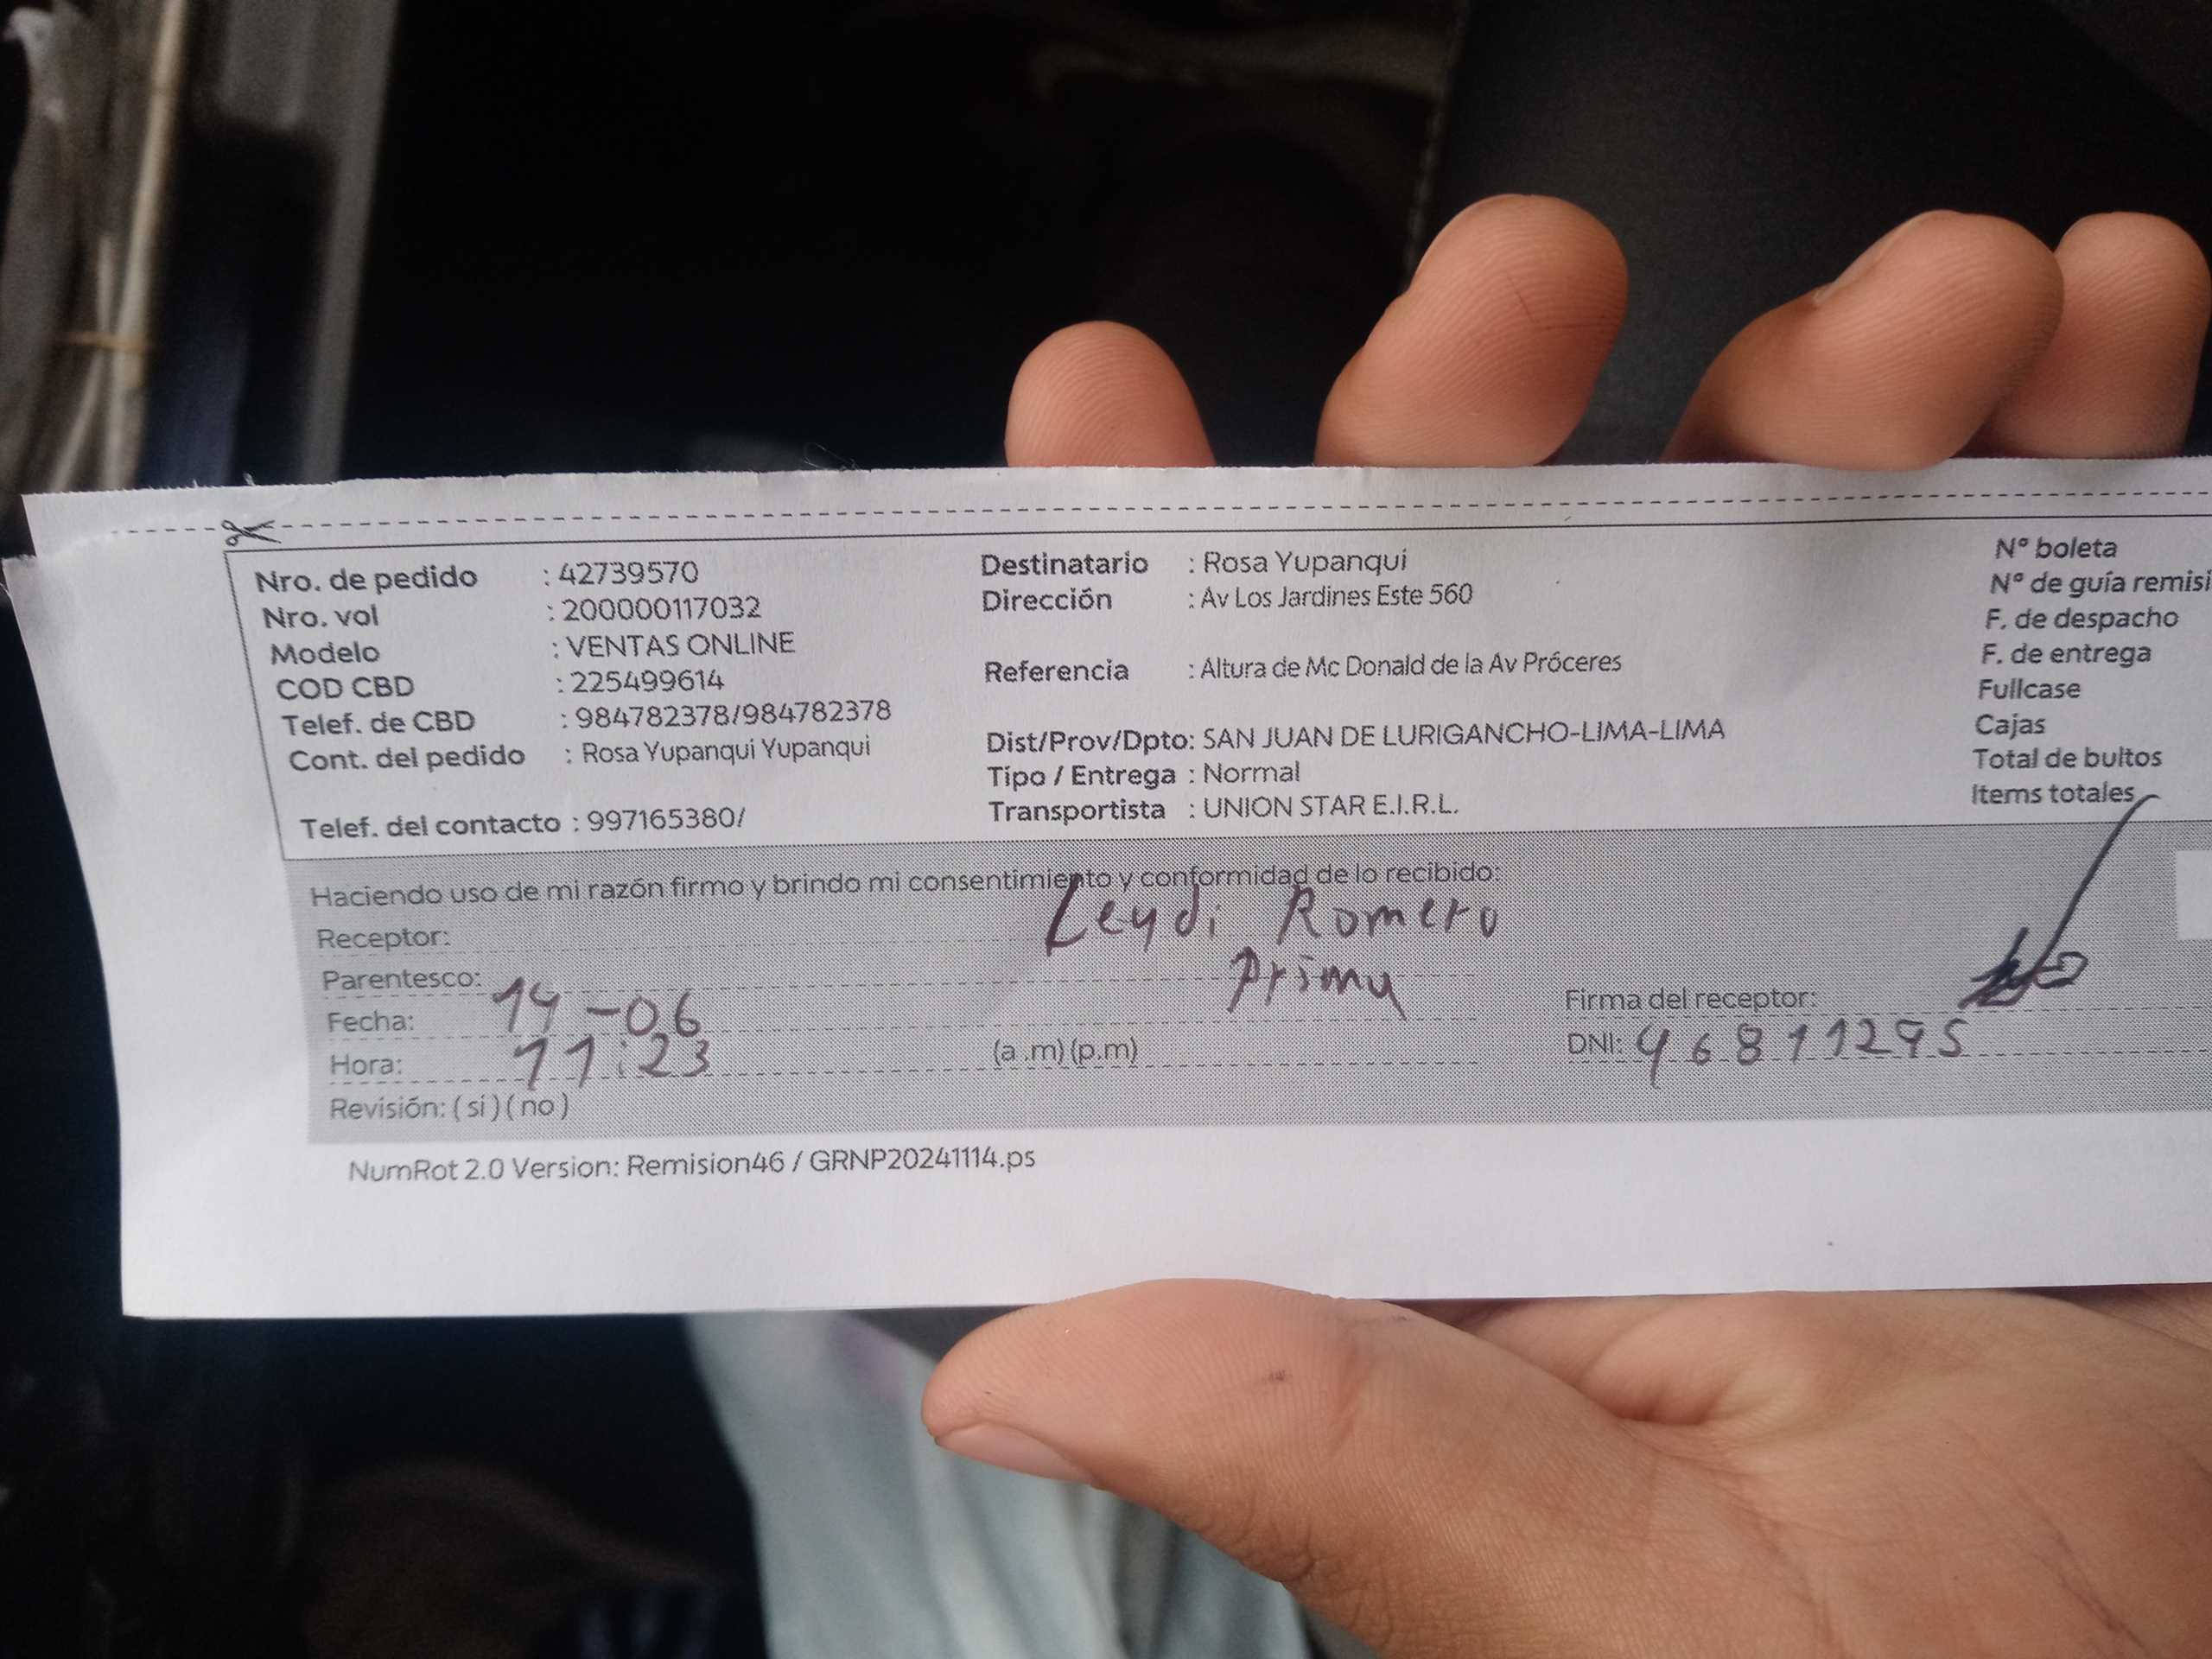 Nro. de pedido : 42739570
Nro. vol : 200000117032
Modelo : VENTAS ONLINE
COD CBD : 225499614
Telef. de CBD : 984782378/984782378
Cont. del pedido : Rosa Yupanqui Yupanqui
Telef. del contacto : 997165380/
Destinatario : Rosa Yupanqui
Dirección : Av Los Jardines Este 560
Referencia : Altura de Mc Donald de la Av Próceres
Dist/Prov/Dpto: SAN JUAN DE LURIGANCHO-LIMA-LIMA
Tipo / Entrega : Normal
Transportista : UNION STAR E.I.R.L.
N° boleta
N° de guía remisi
F. de despacho
F. de entrega
Fullcase
Cajas
Total de bultos
Items totales
Haciendo uso de mi razón firmo y brindo mi consentimiento y conformidad de lo recibido:
Receptor: Leydi Romero
Parentesco: Prima
Fecha: 14-06
Hora: 11:23 (a .m) (p.m)
Revisión: ( si ) ( no )
Firma del receptor:
DNI: 46811295
NumRot 2.0 Version: Remision46 / GRNP20241114.ps